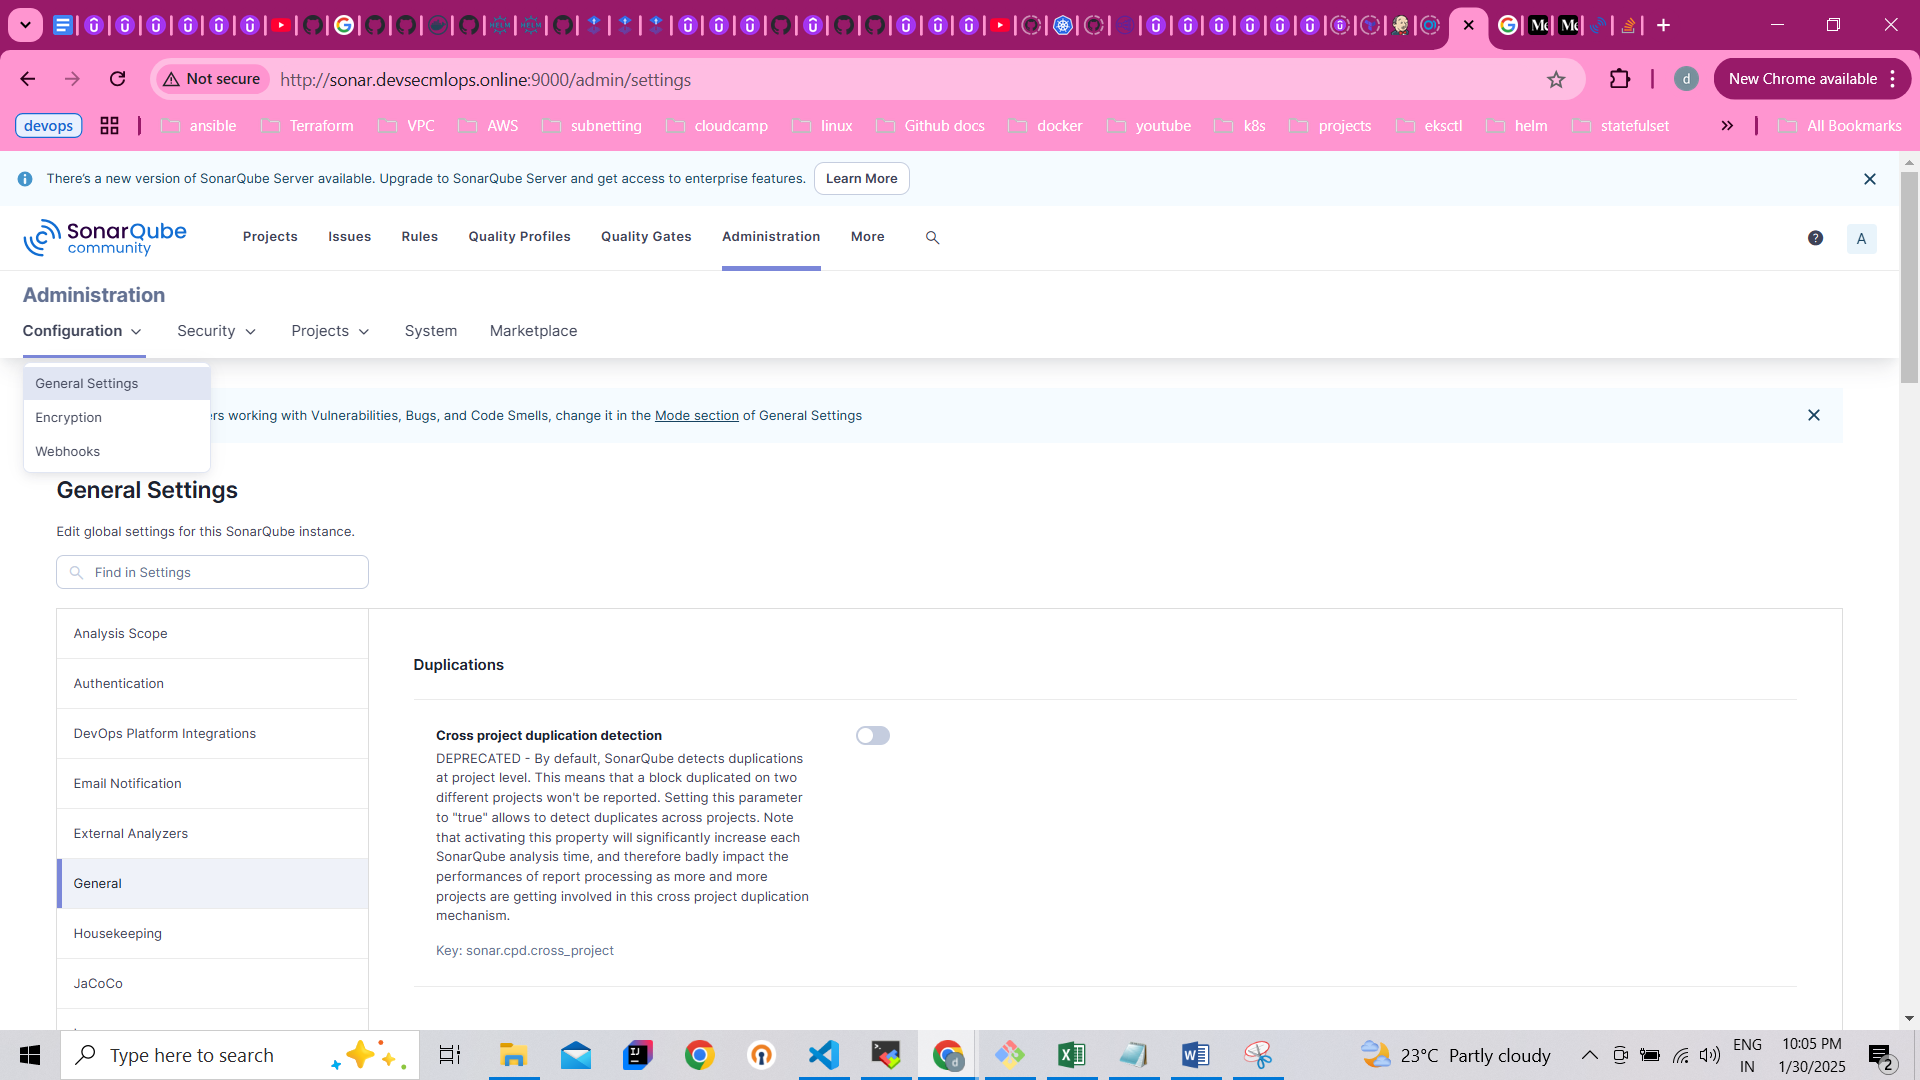 Not secure
http://sonar.devsecmlops.online:9000/admin/settings
d
New Chrome available
devops
ansible
Terraform
VPC
AWS
subnetting
cloudcamp
linux
Github docs
docker
youtube
k8s
projects
eksctl
helm
statefulset
All Bookmarks
There's a new version of SonarQube Server available. Upgrade to SonarQube Server and get access to enterprise features.
Learn More
SonarQube
community
Projects
Issues
Rules
Quality Profiles
Quality Gates
Administration
More
A
Administration
Configuration
Security
Projects
System
Marketplace
General Settings
Encryption
Webhooks
working with Vulnerabilities, Bugs, and Code Smells, change it in the Mode section of General Settings
General Settings
Edit global settings for this SonarQube instance.
Find in Settings
Analysis Scope
Authentication
DevOps Platform Integrations
Email Notification
External Analyzers
General
Housekeeping
JaCoCo
Duplications
Cross project duplication detection
DEPRECATED - By default, SonarQube detects duplications
at project level. This means that a block duplicated on two
different projects won't be reported. Setting this parameter
to "true" allows to detect duplicates across projects. Note
that activating this property will significantly increase each
SonarQube analysis time, and therefore badly impact the
performances of report processing as more and more
projects are getting involved in this cross project duplication
mechanism.
Key: sonar.cpd.cross_project
Type here to search
23°C Partly cloudy
ENG
IN
10:05 PM
1/30/2025
2